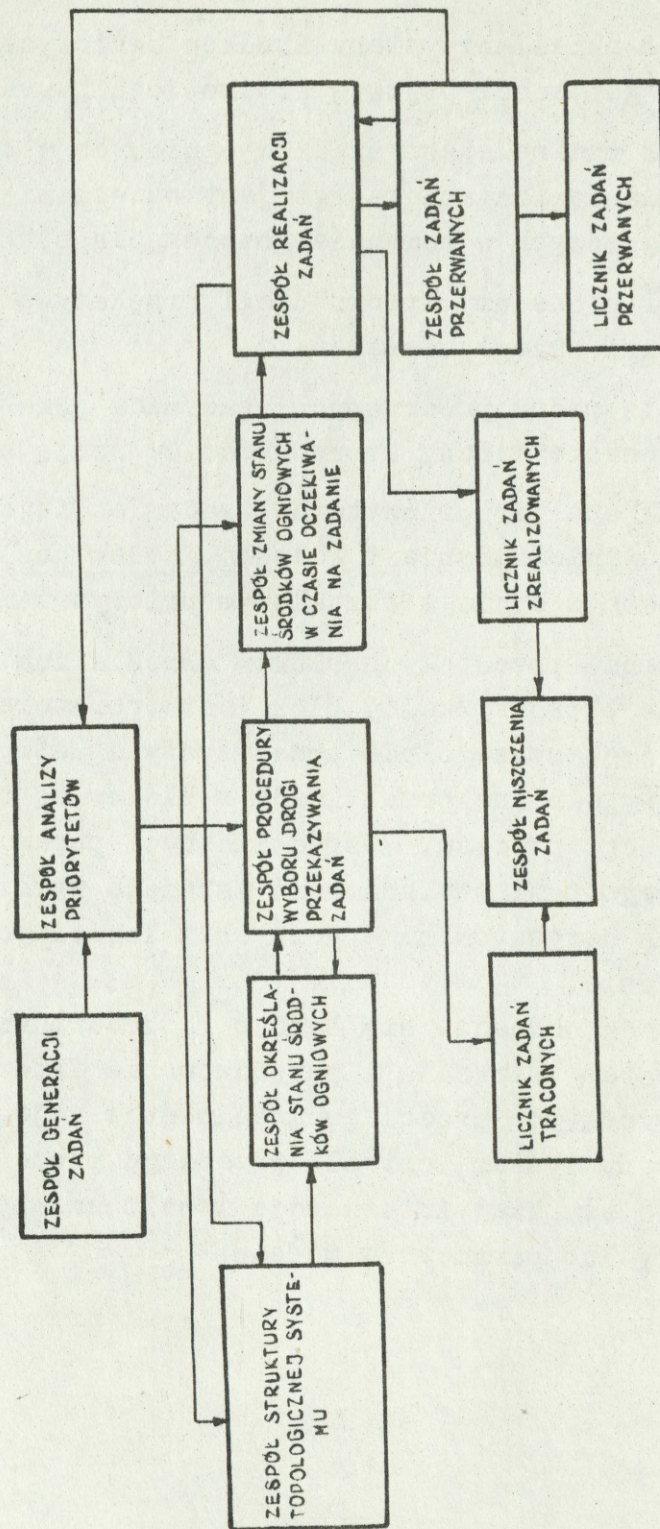 ZESPÓŁ GENERACJI
ZADAŃ
ZESPÓŁ ANALIZY
PRIORYTETÓW
ZESPÓŁ STRUKTURY
TOPOLOGICZNEJ SYSTE-
MU
ZESPÓŁ OKREŚLA-
NIA STANU ŚROD-
KÓW OGNIOWYCH
ZESPÓŁ PROCEDURY
WYBORU DROGI
PRZEKAZYWANIA
ZADAŃ
ZESPÓŁ ZMIANY STANU
ŚRODKÓW OGNIOWYCH
W CZASIE OCZEKIWA-
NIA NA ZADANIE
ZESPÓŁ REALIZACJI
ZADAŃ
ZESPÓŁ ZADAŃ
PRZERWANYCH
LICZNIK ZADAŃ
PRZERWANYCH
LICZNIK ZADAŃ
TRACONYCH
ZESPÓŁ NISZCZENIA
ZADAŃ
LICZNIK ZADAŃ
ZREALIZOWANYCH